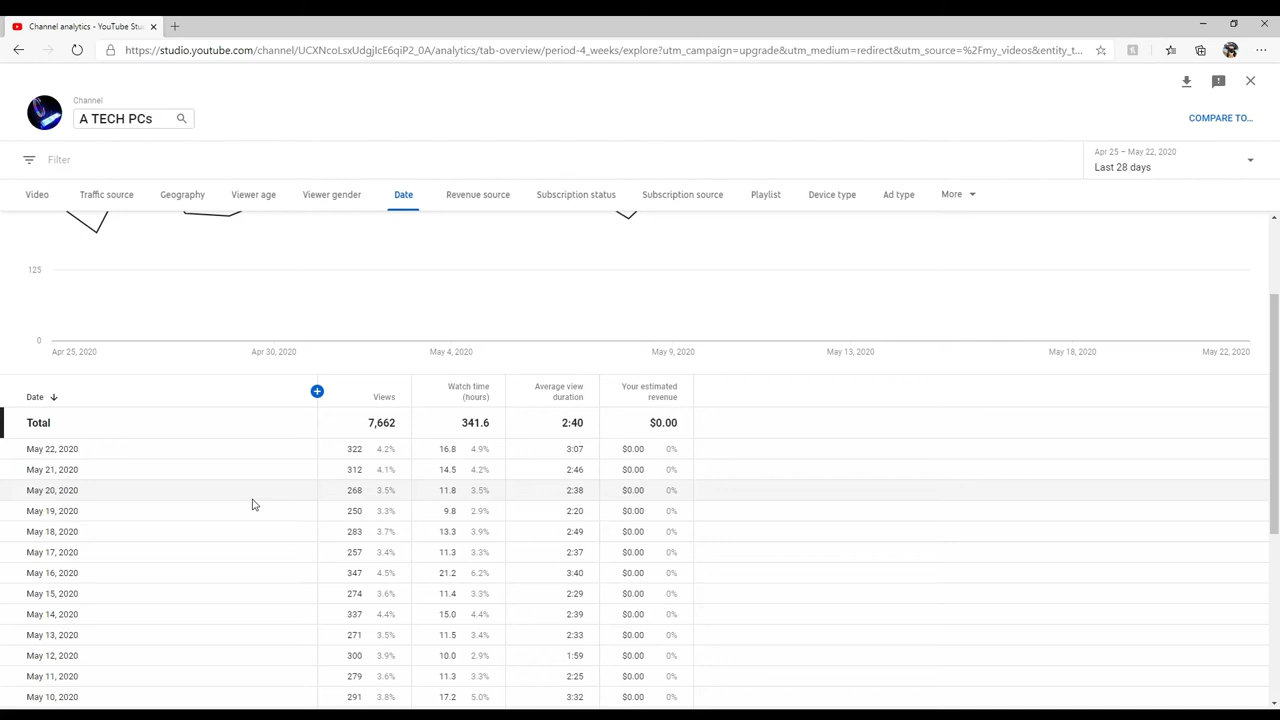 Channel analytics - YouTube Stu
https://studio.youtube.com/channel/UCXNcoLsxUdgjIcE6qiP2_0A/analytics/tab-overview/period-4_weeks/explore?utm_campaign=upgrade&utm_medium=redirect&utm_source=%2Fmy_videos&entity_t...
Channel
A TECH PCs
COMPARE TO...
Filter
Apr 25 – May 22, 2020
Last 28 days
Video Traffic source Geography Viewer age Viewer gender Date Revenue source Subscription status Subscription source Playlist Device type Ad type More
125
0
Apr 25, 2020 Apr 30, 2020 May 4, 2020 May 9, 2020 May 13, 2020 May 18, 2020 May 22, 2020
Date Views Watch time (hours) Average view duration Your estimated revenue
Total 7,662 341.6 2:40 $0.00
May 22, 2020 322 4.2% 16.8 4.9% 3:07 $0.00 0%
May 21, 2020 312 4.1% 14.5 4.2% 2:46 $0.00 0%
May 20, 2020 268 3.5% 11.8 3.5% 2:38 $0.00 0%
May 19, 2020 250 3.3% 9.8 2.9% 2:20 $0.00 0%
May 18, 2020 283 3.7% 13.3 3.9% 2:49 $0.00 0%
May 17, 2020 257 3.4% 11.3 3.3% 2:37 $0.00 0%
May 16, 2020 347 4.5% 21.2 6.2% 3:40 $0.00 0%
May 15, 2020 274 3.6% 11.4 3.3% 2:29 $0.00 0%
May 14, 2020 337 4.4% 15.0 4.4% 2:39 $0.00 0%
May 13, 2020 271 3.5% 11.5 3.4% 2:33 $0.00 0%
May 12, 2020 300 3.9% 10.0 2.9% 1:59 $0.00 0%
May 11, 2020 279 3.6% 11.3 3.3% 2:25 $0.00 0%
May 10, 2020 291 3.8% 17.2 5.0% 3:32 $0.00 0%